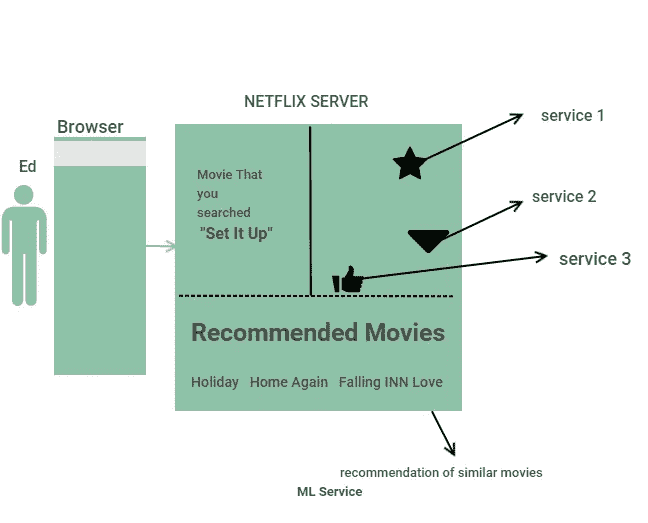 NETFLIX SERVER
Browser
Ed
Movie That
you
searched
"Set It Up"
service 1
service 2
service 3
Recommended Movies
Holiday Home Again Falling INN Love
recommendation of similar movies
ML Service